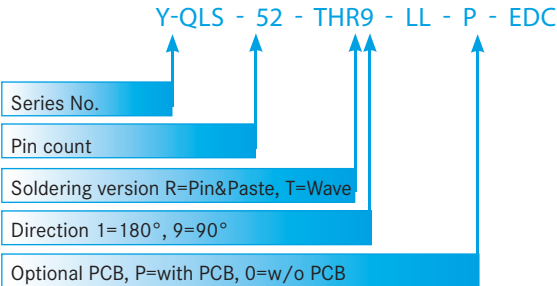 Y-QLS - 52 - THR9 - LL - P - EDC
Series No.
Pin count
Soldering version R=Pin&Paste, T=Wave
Direction 1=180°, 9=90°
Optional PCB, P=with PCB, 0=w/o PCB